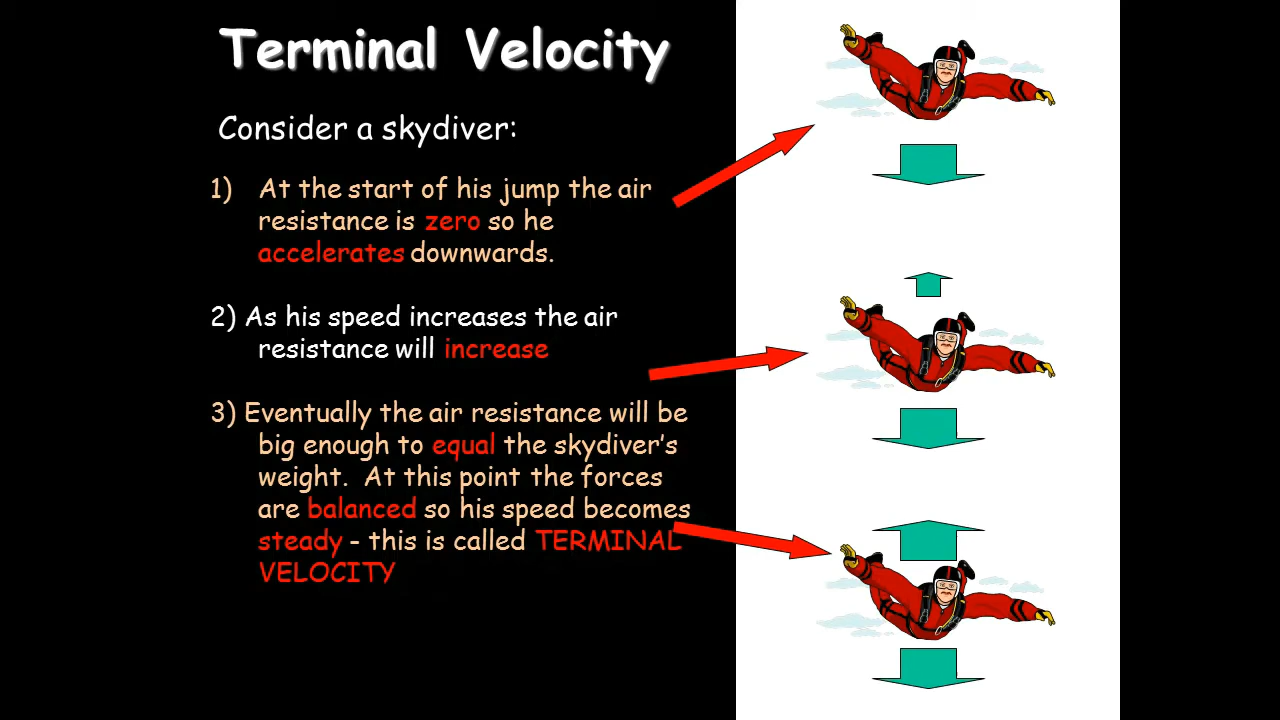 Terminal Velocity
Consider a skydiver:
1) At the start of his jump the air
resistance is zero so he
accelerates downwards.
2) As his speed increases the air
resistance will increase
3) Eventually the air resistance will be
big enough to equal the skydiver’s
weight. At this point the forces
are balanced so his speed becomes
steady - this is called TERMINAL
VELOCITY